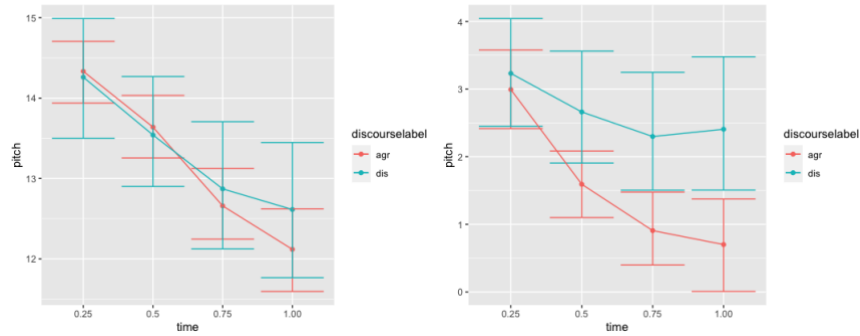 15
14
13
12
pitch
0.25 0.5 0.75 1.00
time
discourselabel
agr
dis
4
3
2
1
0
pitch
0.25 0.5 0.75 1.00
time
discourselabel
agr
dis